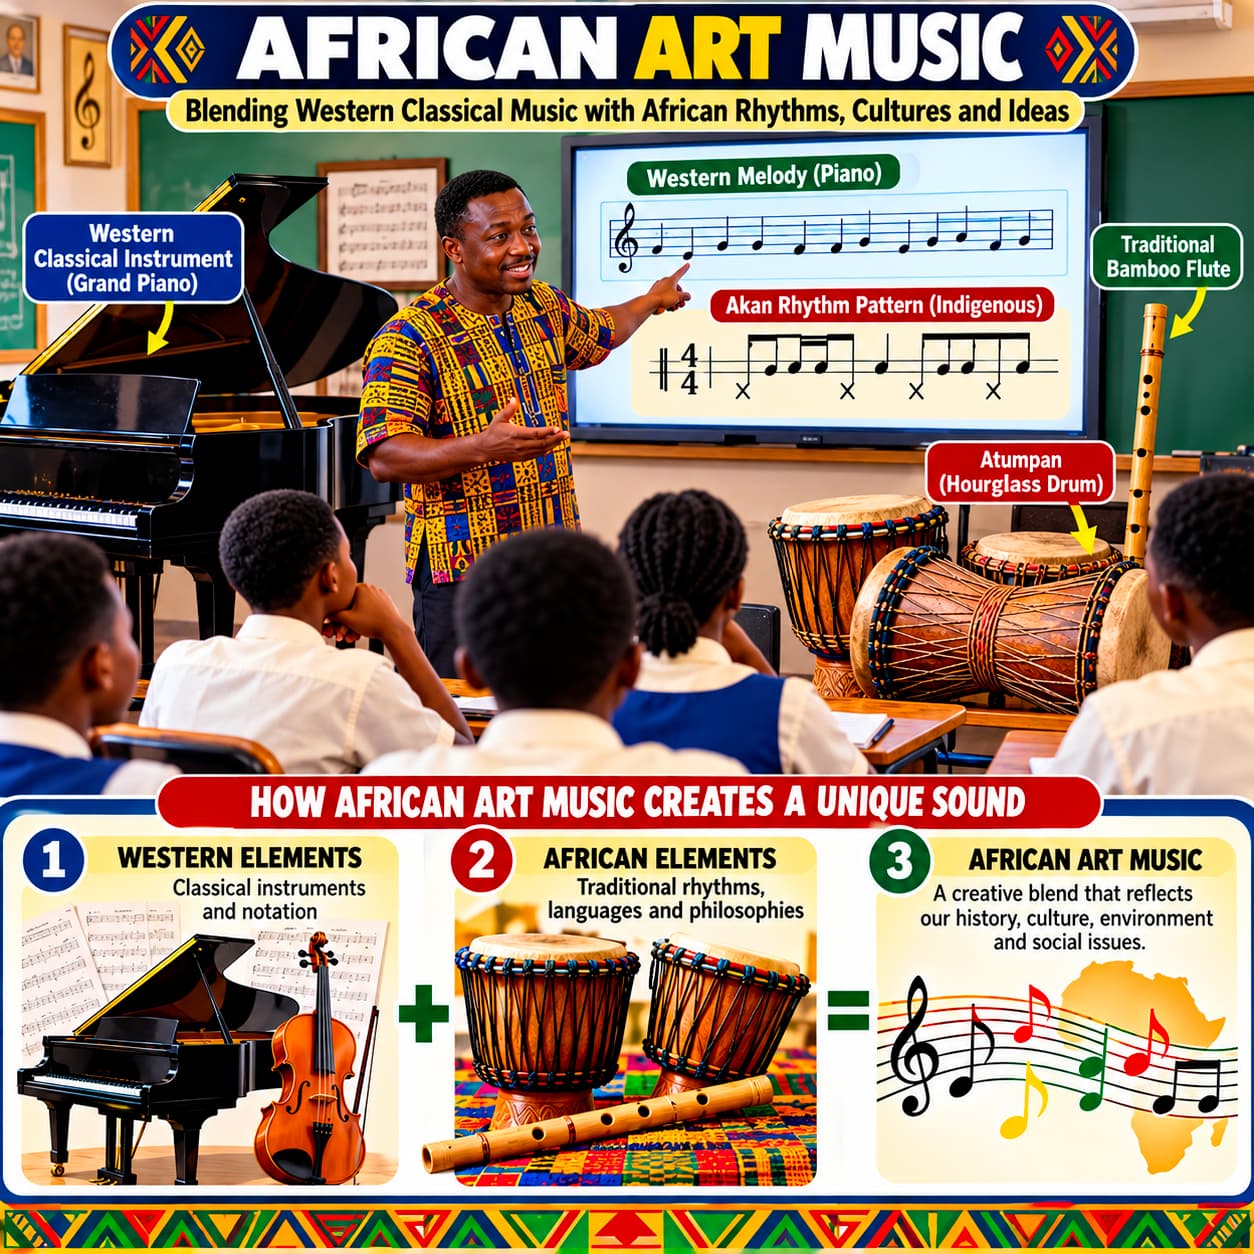 AFRICAN ART MUSIC
Blending Western Classical Music with African Rhythms, Cultures and Ideas
Western Melody (Piano)
Western
Classical Instrument
(Grand Piano)
Traditional
Bamboo Flute
Akan Rhythm Pattern (Indigenous)
4
4
Atumpan
(Hourglass Drum)
HOW AFRICAN ART MUSIC CREATES A UNIQUE SOUND
1
WESTERN ELEMENTS
Classical instruments
and notation
+
2
AFRICAN ELEMENTS
Traditional rhythms,
languages and philosophies
=
3
AFRICAN ART MUSIC
A creative blend that reflects
our history, culture, environment
and social issues.